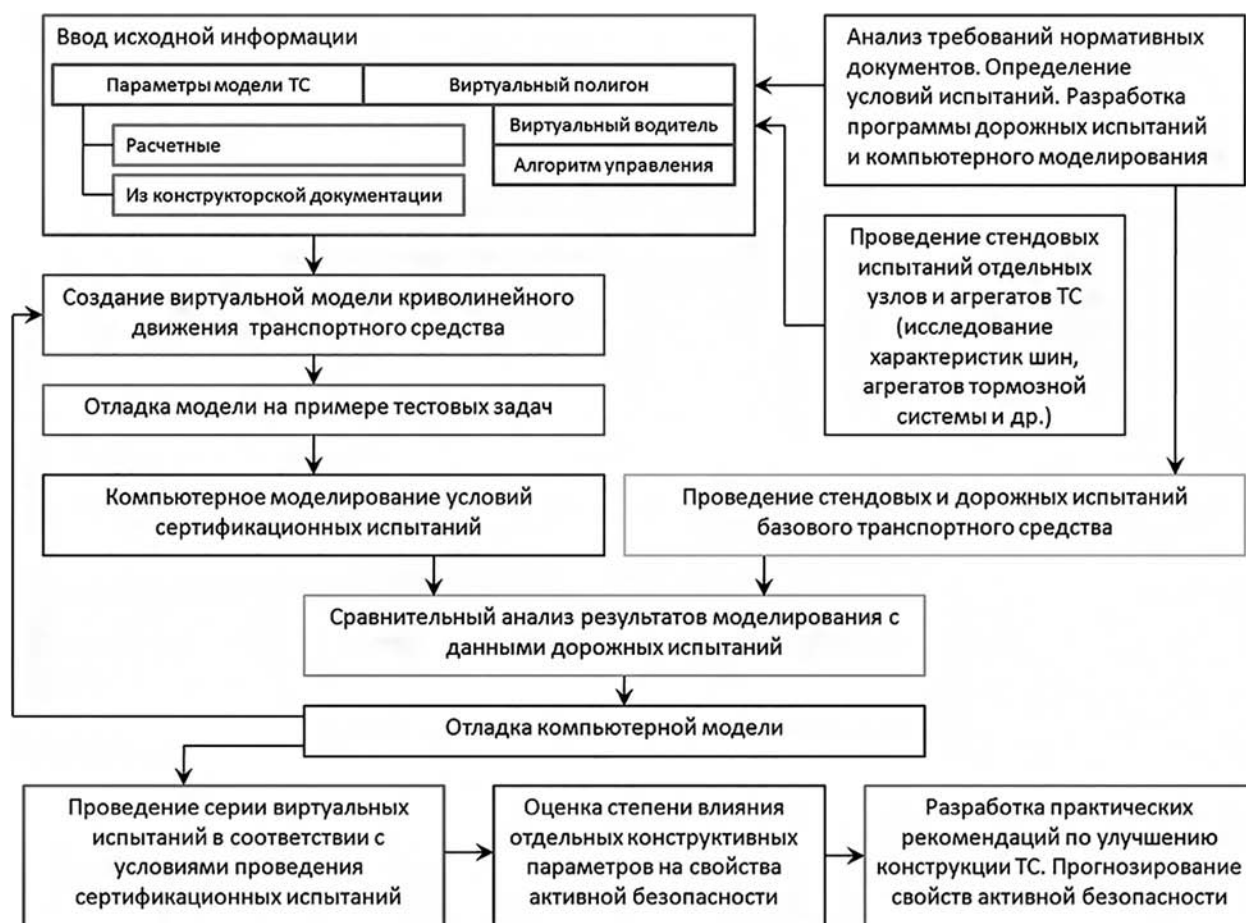 Ввод исходной информации
Параметры модели ТС
Виртуальный полигон
Виртуальный водитель
Алгоритм управления
Расчетные
Из конструкторской документации
Анализ требований нормативных
документов. Определение
условий испытаний. Разработка
программы дорожных испытаний
и компьютерного моделирования
Проведение стендовых
испытаний отдельных
узлов и агрегатов ТС
(исследование
характеристик шин,
агрегатов тормозной
системы и др.)
Создание виртуальной модели криволинейного
движения транспортного средства
Отладка модели на примере тестовых задач
Компьютерное моделирование условий
сертификационных испытаний
Проведение стендовых и дорожных испытаний
базового транспортного средства
Сравнительный анализ результатов моделирования с
данными дорожных испытаний
Отладка компьютерной модели
Проведение серии виртуальных
испытаний в соответствии с
условиями проведения
сертификационных испытаний
Оценка степени влияния
отдельных конструктивных
параметров на свойства
активной безопасности
Разработка практических
рекомендаций по улучшению
конструкции ТС. Прогнозирование
свойств активной безопасности